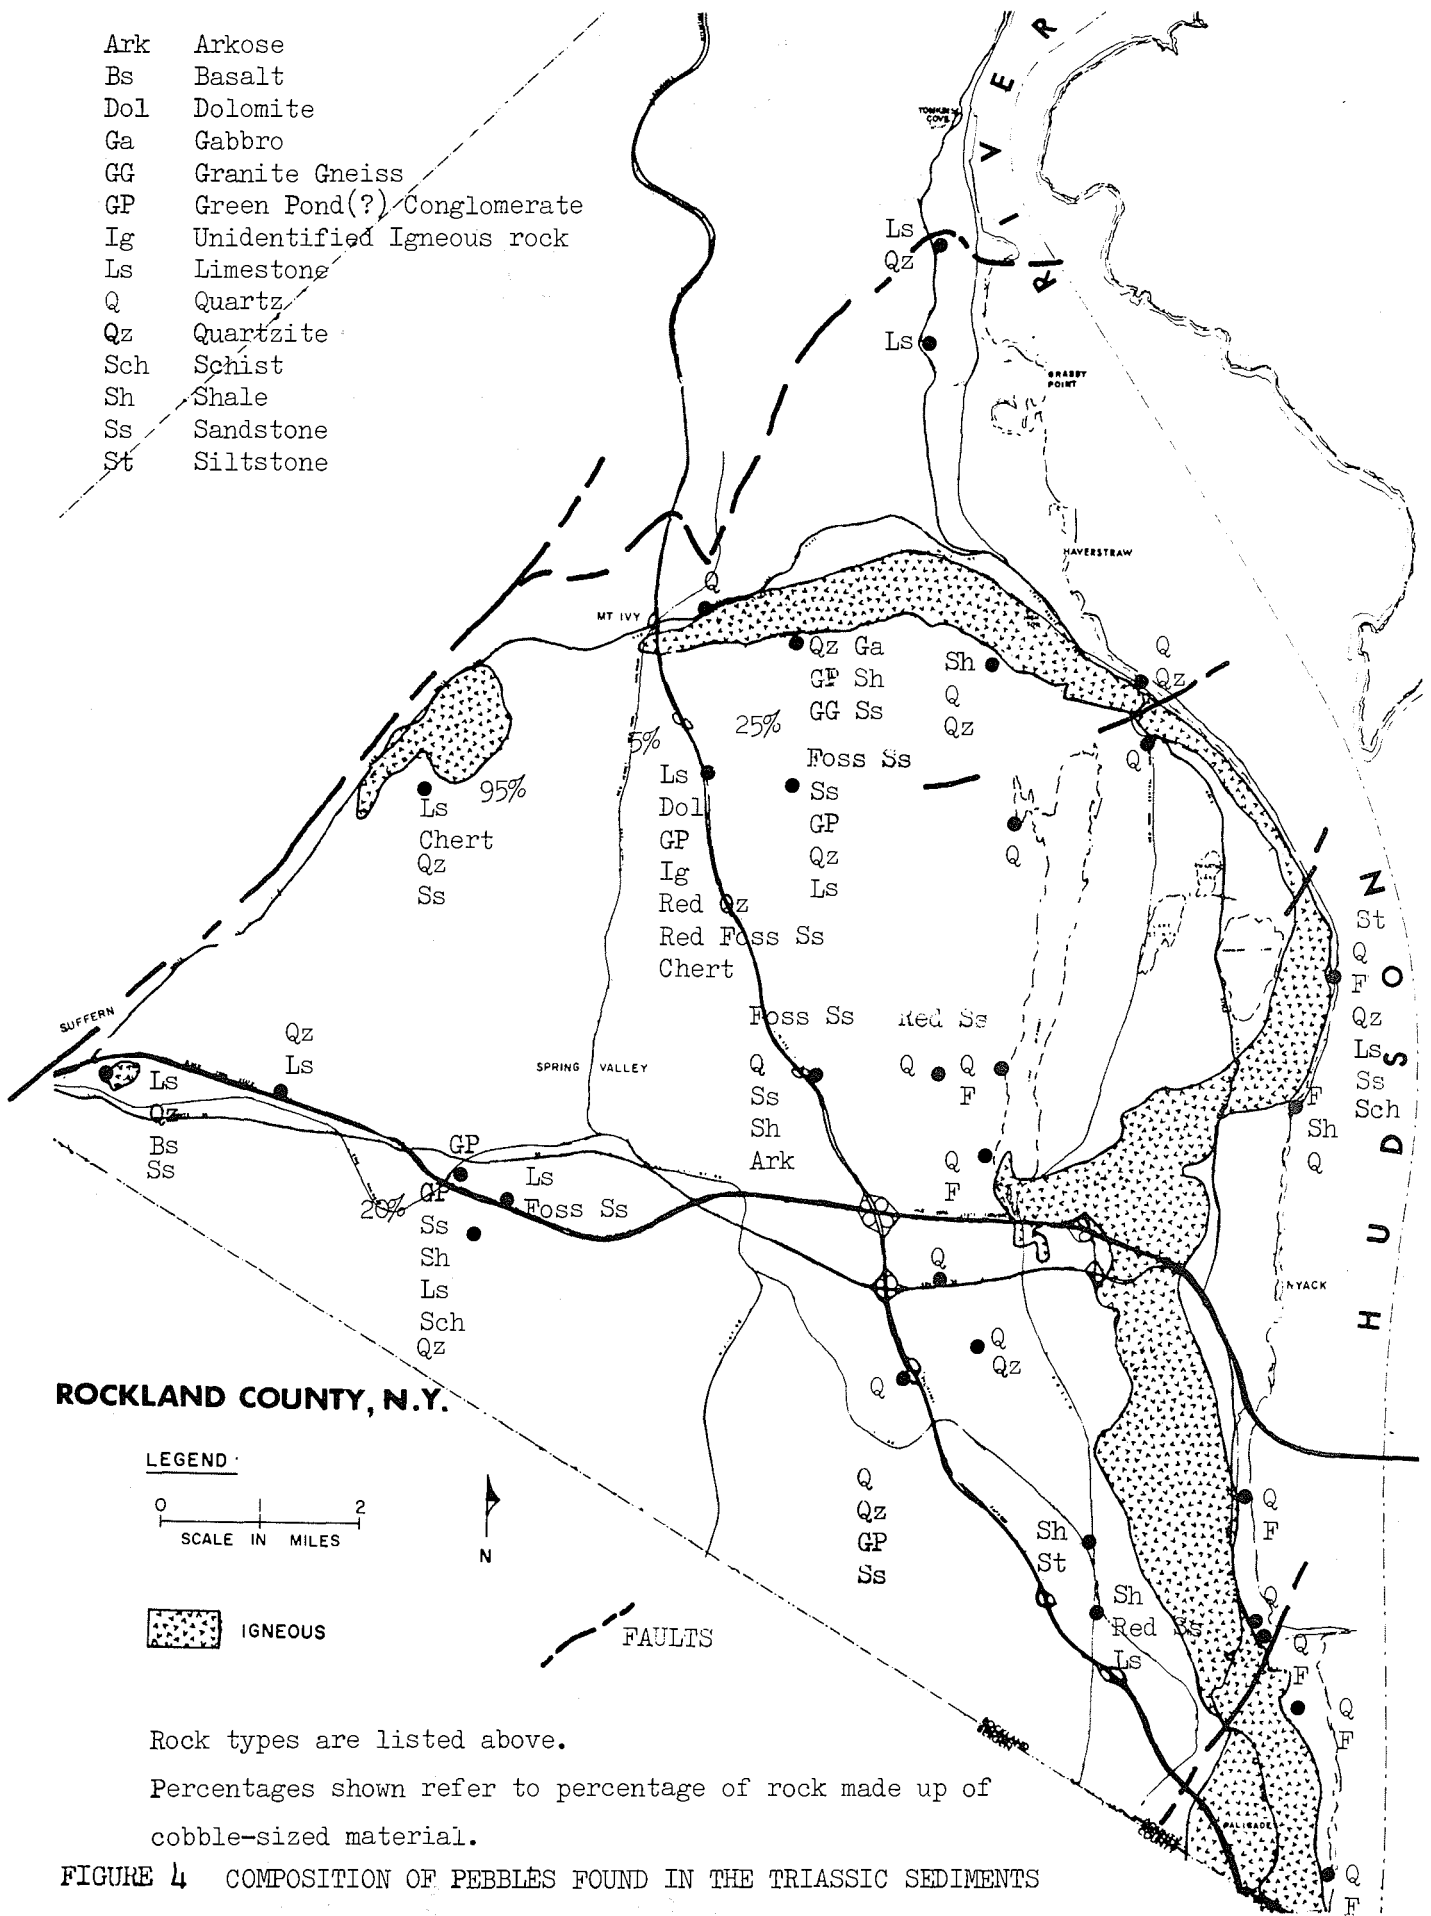 Ark Arkose
Bs Basalt
Dol Dolomite
Ga Gabbro
GG Granite Gneiss
GP Green Pond(?) Conglomerate
Ig Unidentified Igneous rock
Ls Limestone
Q Quartz
Qz Quartzite
Sch Schist
Sh Shale
Ss Sandstone
St Siltstone
HUDSON RIVER
TOMKINS COVE
Ls
Qz
Ls
GRASSY
POINT
HAVERSTRAW
Q
MT IVY
Qz Ga
GP Sh
GG Ss
Sh
Q
Qz
Q
Qz
Q
5%
25%
95%
Ls
Chert
Qz
Ss
Ls
Dol
GP
Ig
Red Qz
Red Foss Ss
Chert
Foss Ss
Ss
GP
Qz
Ls
Q
St
Q
F
Qz
Ls
Ss
Sch
SUFFERN
Qz
Ls
Ls
Qz
Bs
Ss
SPRING VALLEY
Foss Ss
Q
Ss
Sh
Ark
Red Ss
Q
Q
F
Q
F
F
Sh
Q
GP
Ls
Foss Ss
20%
GP
Ss
Sh
Ls
Sch
Qz
Q
NYACK
Q
Qz
Q
Q
Qz
GP
Ss
Q
F
Sh
St
Sh
Red Ss
Ls
Q
Q
F
Q
F
PALISADE
Q
F
ROCKLAND COUNTY, N.Y.
LEGEND
0 1 2
SCALE IN MILES
N
IGNEOUS
FAULTS
Rock types are listed above.
Percentages shown refer to percentage of rock made up of
cobble-sized material.
FIGURE 4 COMPOSITION OF PEBBLES FOUND IN THE TRIASSIC SEDIMENTS